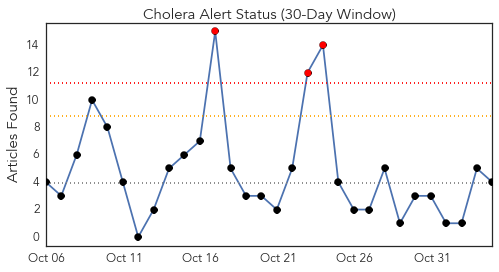 Cholera Alert Status (30-Day Window)
Articles Found
14
12
10
8
6
4
2
0
Oct 06
Oct 11
Oct 16
Oct 21
Oct 26
Oct 31